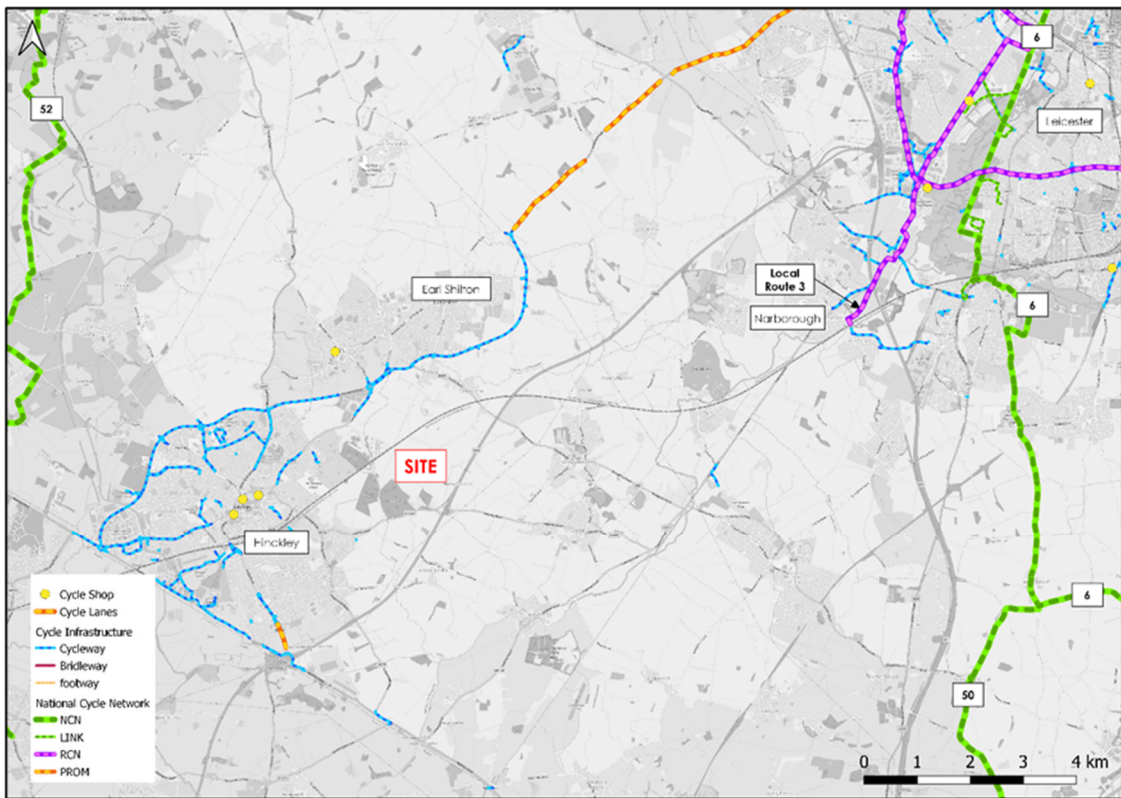 6
52
Leicester
Earl Shilton
Local
Route 3
Narborough
6
SITE
Hinckley
6
50
Cycle Shop
Cycle Lanes
Cycle Infrastructure
Cycleway
Bridleway
footway
National Cycle Network
NCN
LINK
RCN
PROM
0 1 2 3 4 km